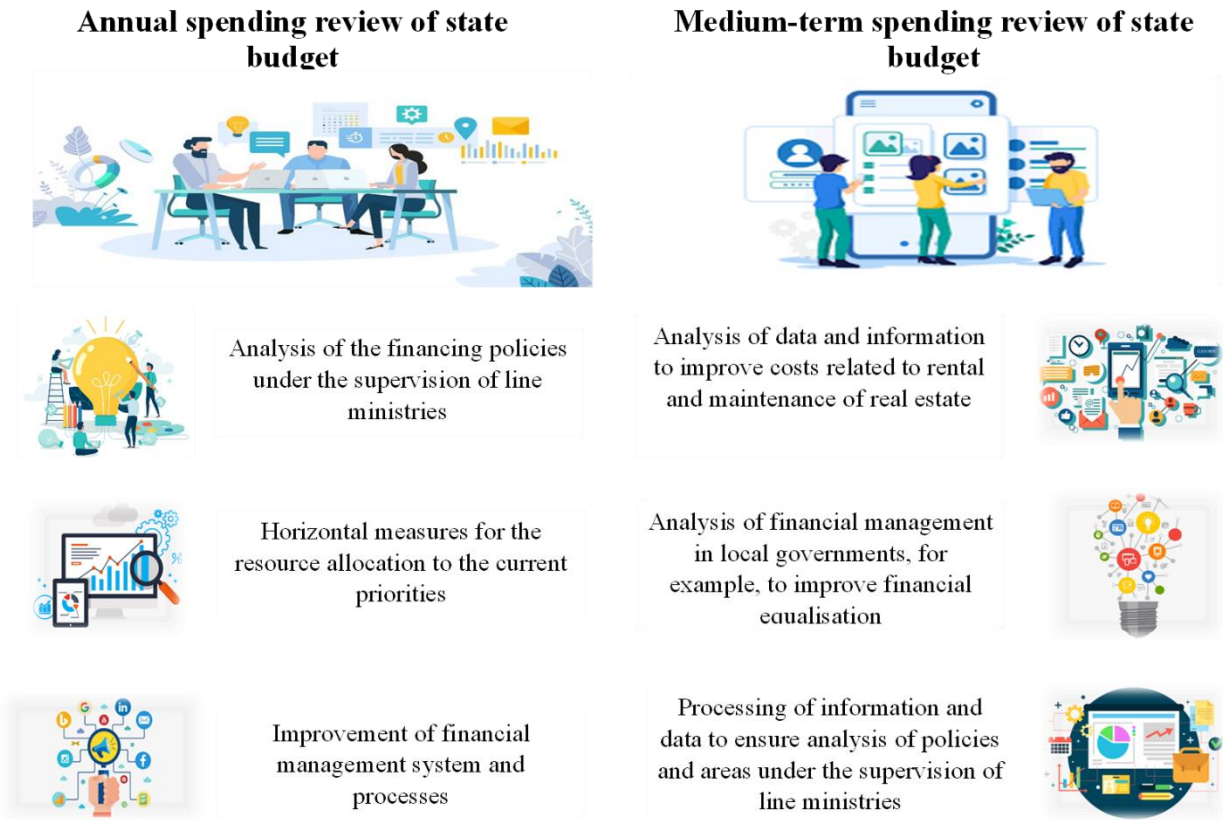 Annual spending review of state
budget
Medium-term spending review of state
budget
Analysis of the financing policies
under the supervision of line
ministries
Analysis of data and information
to improve costs related to rental
and maintenance of real estate
Horizontal measures for the
resource allocation to the current
priorities
Analysis of financial management
in local governments, for
example, to improve financial
equalisation
Improvement of financial
management system and
processes
Processing of information and
data to ensure analysis of policies
and areas under the supervision of
line ministries